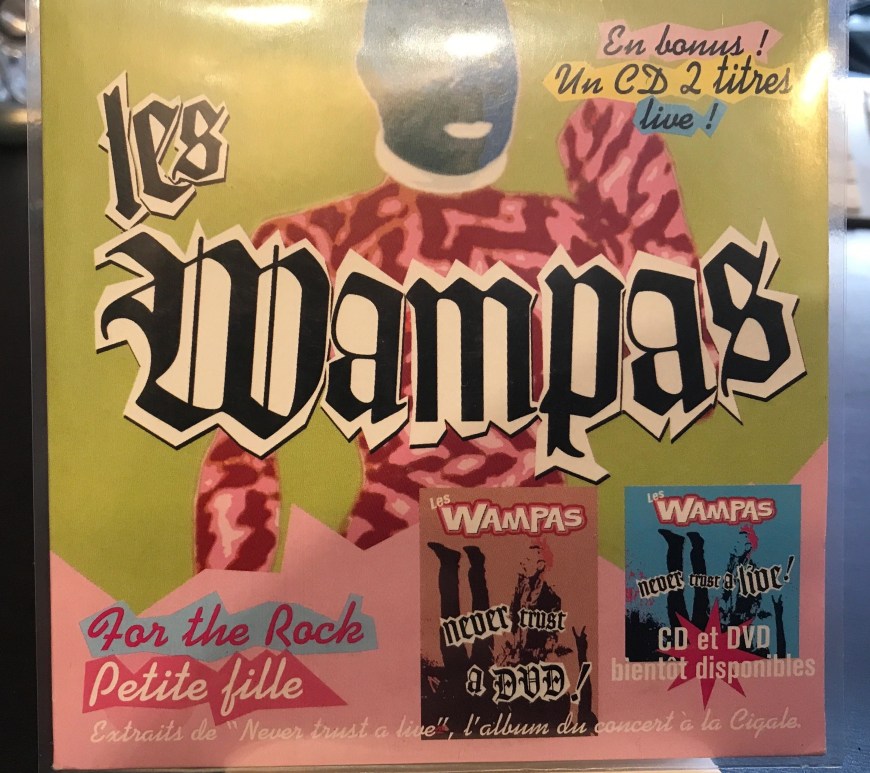 En bonus !
Un CD 2 titres
live !
les
Wampas
Les
WAMPAS
never trust
a DVD !
Les
WAMPAS
never trust a live !
CD et DVD
bientôt disponibles
For the Rock
Petite fille
Extraits de "Never trust a live", l'album du concert à la Cigale.